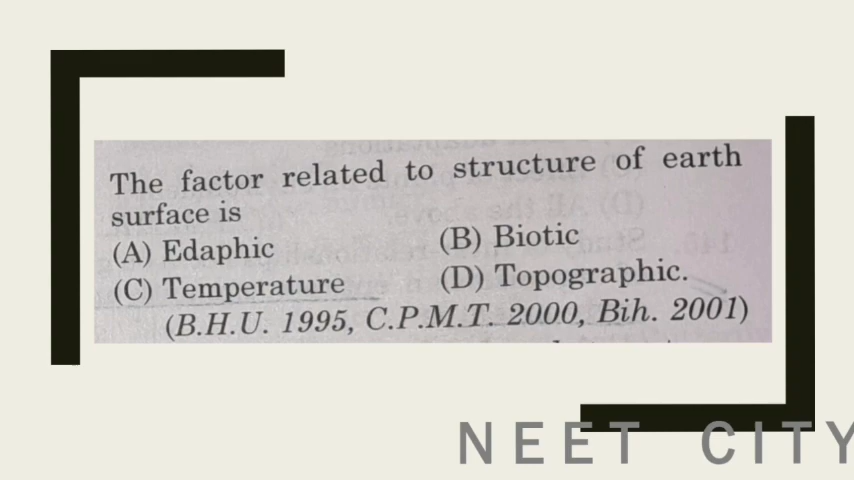 The factor related to structure of earth
surface is
(A) Edaphic (B) Biotic
(C) Temperature (D) Topographic.
(B.H.U. 1995, C.P.M.T. 2000, Bih. 2001)
NEET CITY